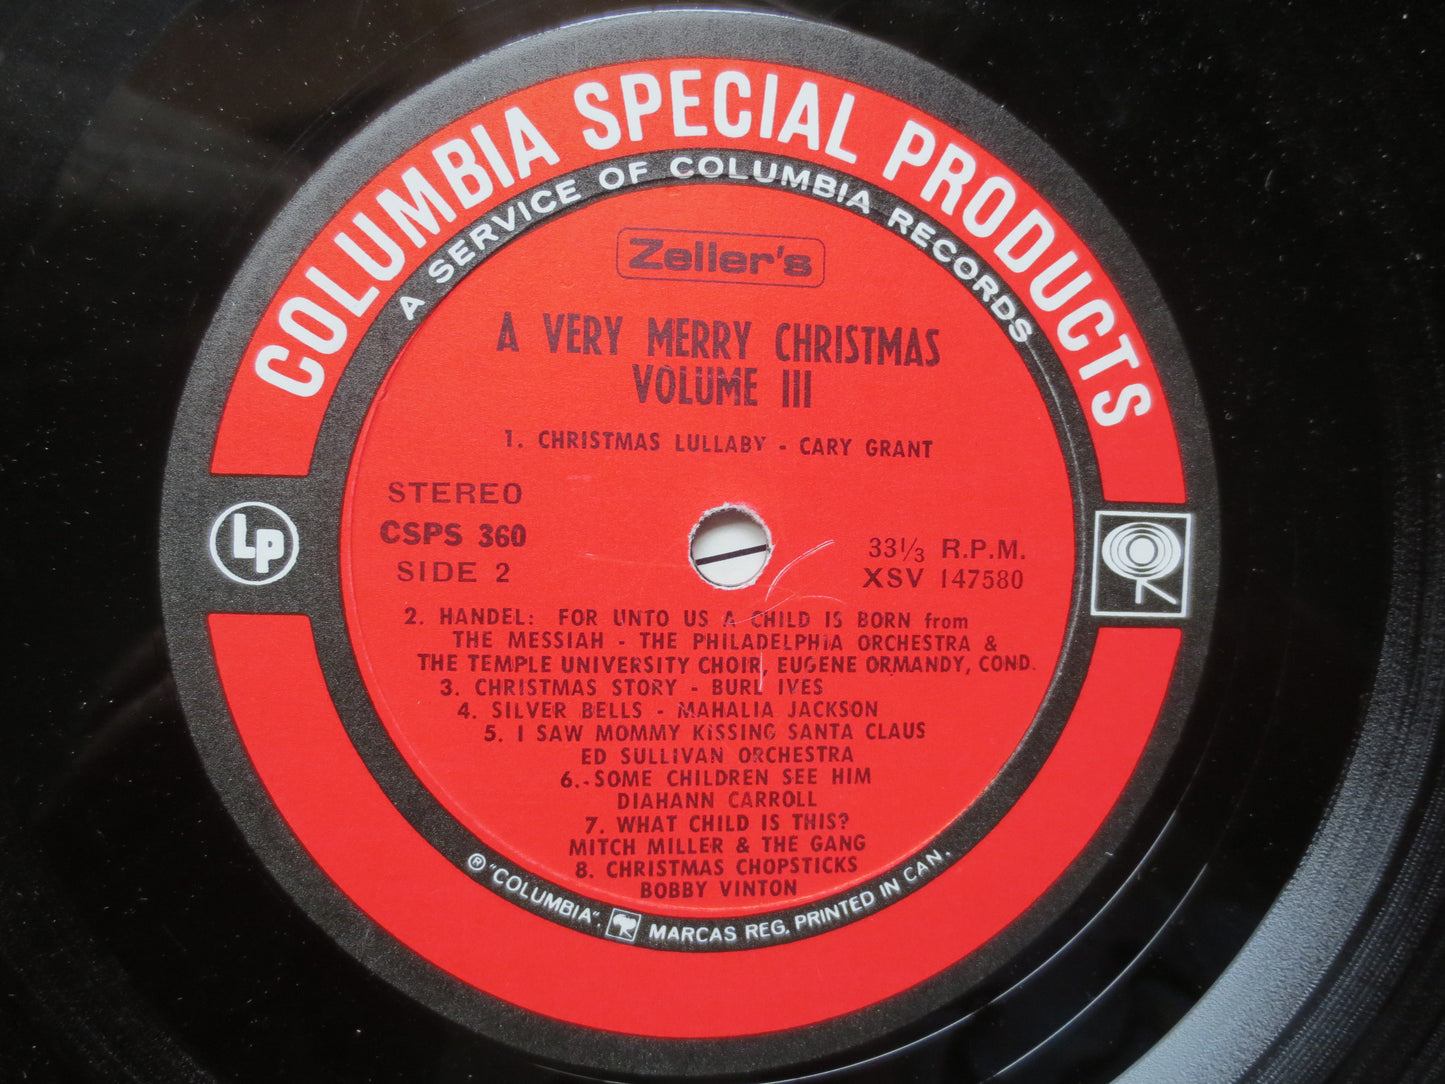 COLUMBIA SPECIAL PRODUCTS
A SERVICE OF COLUMBIA RECORDS
Zeller's
A VERY MERRY CHRISTMAS
VOLUME III
1. CHRISTMAS LULLABY - CARY GRANT
STEREO
CSPS 360
SIDE 2
LP
33 1/3 R.P.M.
XSV 147580
2. HANDEL: FOR UNTO US A CHILD IS BORN from
THE MESSIAH - THE PHILADELPHIA ORCHESTRA &
THE TEMPLE UNIVERSITY CHOIR, EUGENE ORMANDY, COND.
3. CHRISTMAS STORY - BURL IVES
4. SILVER BELLS - MAHALIA JACKSON
5. I SAW MOMMY KISSING SANTA CLAUS
ED SULLIVAN ORCHESTRA
6.-SOME CHILDREN SEE HIM
DIAHANN CARROLL
7. WHAT CHILD IS THIS?
MITCH MILLER & THE GANG
8. CHRISTMAS CHOPSTICKS
BOBBY VINTON
® "COLUMBIA", MARCAS REG. PRINTED IN CAN.